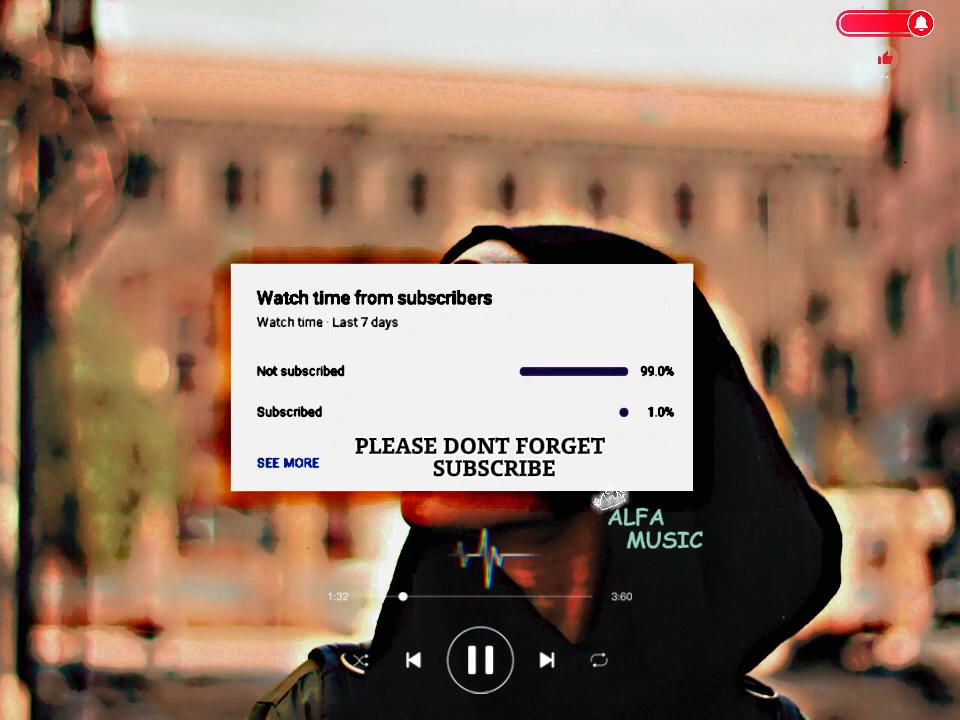 Watch time from subscribers
Watch time · Last 7 days
Not subscribed 99.0%
Subscribed 1.0%
PLEASE DONT FORGET
SUBSCRIBE
SEE MORE
ALFA
MUSIC
1:32 3:60